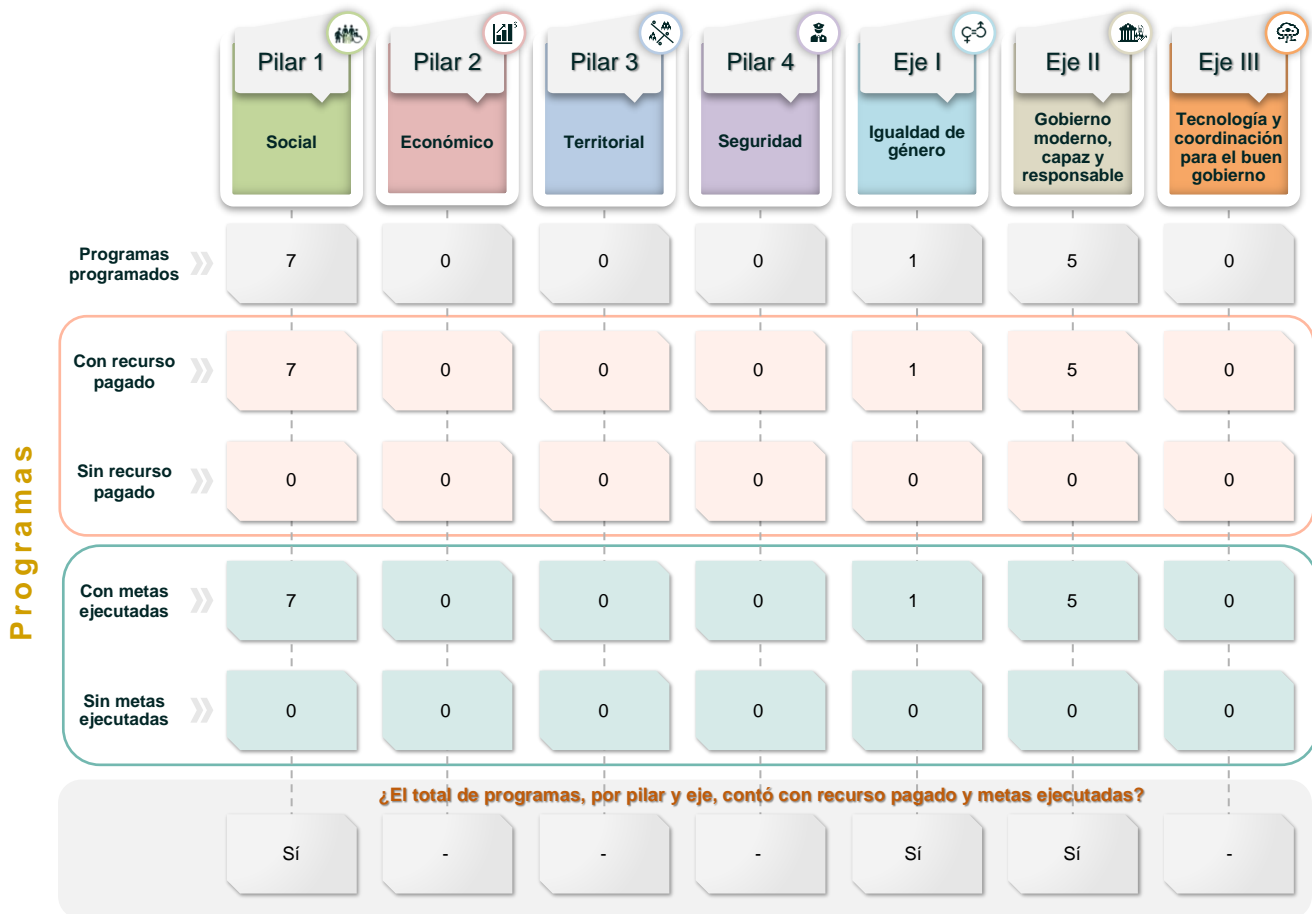 Pilar 1
Pilar 2
Pilar 3
Pilar 4
Eje I
Eje II
Eje III
Social
Económico
Territorial
Seguridad
Igualdad de
género
Gobierno
moderno,
capaz y
responsable
Tecnología y
coordinación
para el buen
gobierno
Programas
Programas
programados
7
0
0
0
1
5
0
Con recurso
pagado
7
0
0
0
1
5
0
Sin recurso
pagado
0
0
0
0
0
0
0
Con metas
ejecutadas
7
0
0
0
1
5
0
Sin metas
ejecutadas
0
0
0
0
0
0
0
¿El total de programas, por pilar y eje, contó con recurso pagado y metas ejecutadas?
Sí
-
-
-
Sí
Sí
-